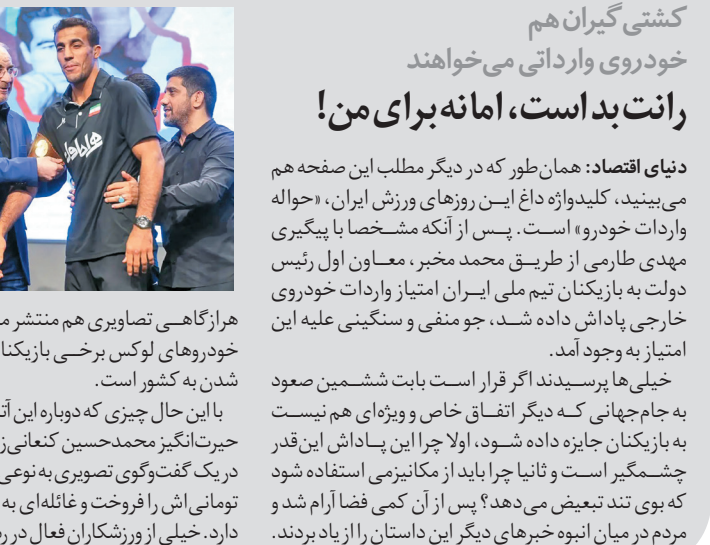 کشتی گیران هم
خودروی وارداتی می‌خواهند
رانت بد است، اما نه برای من!
دنیای اقتصاد: همان‌طور که در دیگر مطلب این صفحه هم
می‌بینید، کلیدواژه داغ این روزهای ورزش ایران، «حواله
واردات خودرو» است. پس از آنکه مشخصا با پیگیری
مهدی طارمی از طریق محمد مخبر، معاون اول رئیس
دولت به بازیکنان تیم ملی ایران امتیاز واردات خودروی
خارجی پاداش داده شد، جو منفی و سنگینی علیه این
امتیاز به وجود آمد.
خیلی‌ها پرسیدند اگر قرار است بابت ششمین صعود
به جام‌جهانی که دیگر اتفاق خاص و ویژه‌ای هم نیست
به بازیکنان جایزه داده شود، اولا چرا این پاداش این‌قدر
چشمگیر است و ثانیا چرا باید از مکانیزمی استفاده شود
که بوی تند تبعیض می‌دهد؟ پس از آن کمی فضا آرام شد و
مردم در میان انبوه خبرهای دیگر این داستان را از یاد بردند.
هرازگاهی تصاویری هم منتشر
خودروهای لوکس برخی
شدن به کشور است.
با این حال چیزی که دوباره این
حیرت‌انگیز محمدحسین
در یک گفت‌وگوی تصویری به نوعی
تومانی‌اش را فروخت و غائله‌ای به
دارد. خیلی از ورزشکاران فعال در